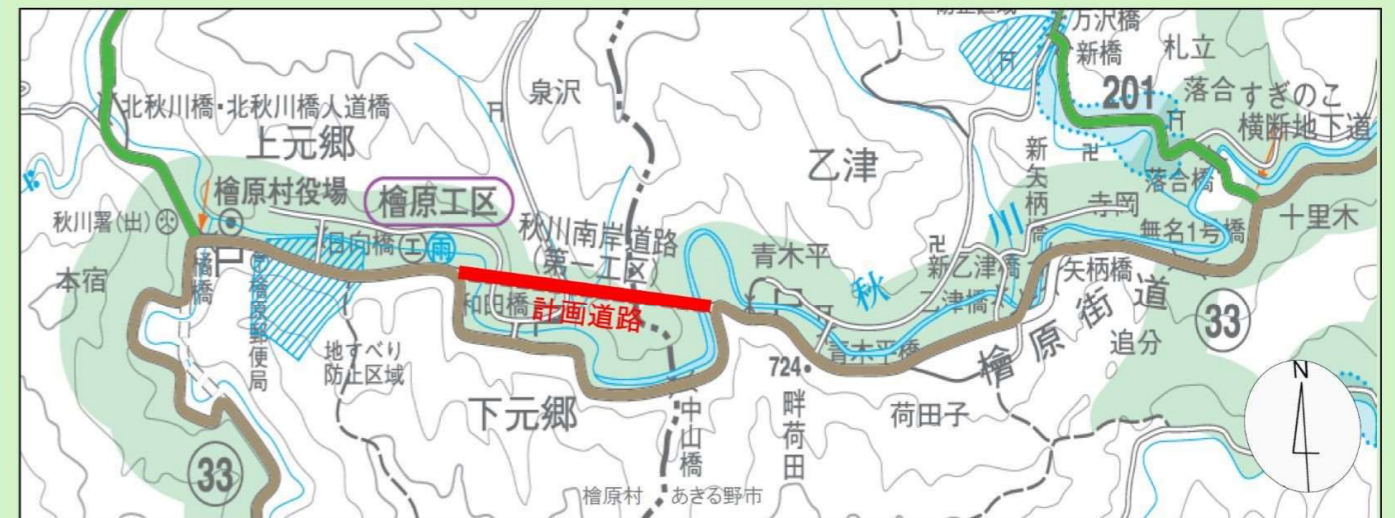 防止区域
万沢橋
新橋
札立
201
落合
すぎのこ
横断地下道
北秋川橋・北秋川橋人道橋
泉沢
上元郷
乙津
新矢柄橋
寺岡
落合橋
檜原村役場
檜原工区
秋川南岸道路
第一工区
秋川署(出)
日向橋
雨
無名1号橋
十里木
青木平
新乙津橋
矢柄橋
乙津橋
秋川
本宿
橘橋
檜原郵便局
和田橋
計画道路
地すべり
防止区域
青木平橋
檜原街道
追分
33
724
下元郷
中山橋
畔荷田
荷田子
33
檜原村
あきる野市
N